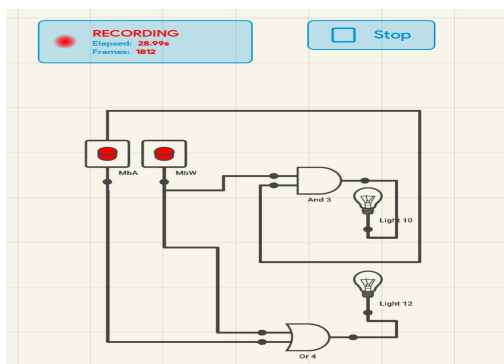 RECORDING
Elapsed: 28.99s
Frames: 1812
Stop
MbA
MbW
And 3
Light 10
Light 12
Or 4